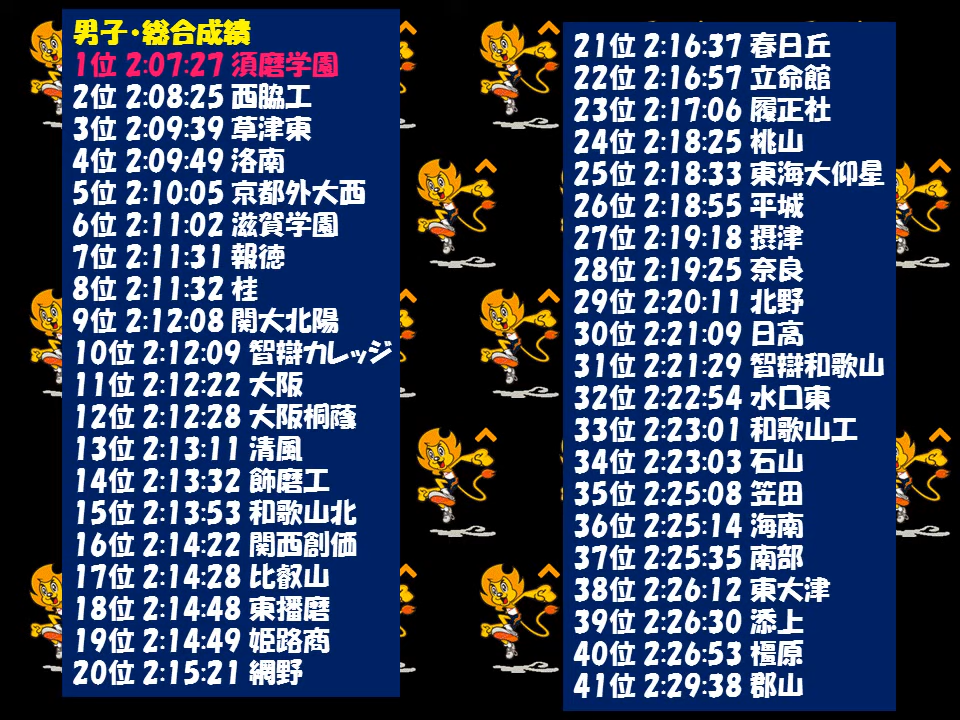 男子・総合成績
1位 2:07:27 須磨学園
2位 2:08:25 西脇工
3位 2:09:39 草津東
4位 2:09:49 洛南
5位 2:10:05 京都外大西
6位 2:11:02 滋賀学園
7位 2:11:31 報徳
8位 2:11:32 桂
9位 2:12:08 関大北陽
10位 2:12:09 智辯カレッジ
11位 2:12:22 大阪
12位 2:12:28 大阪桐蔭
13位 2:13:11 清風
14位 2:13:32 飾磨工
15位 2:13:53 和歌山北
16位 2:14:22 関西創価
17位 2:14:28 比叡山
18位 2:14:48 東播磨
19位 2:14:49 姫路商
20位 2:15:21 網野
21位 2:16:37 春日丘
22位 2:16:57 立命館
23位 2:17:06 履正社
24位 2:18:25 桃山
25位 2:18:33 東海大仰星
26位 2:18:55 平城
27位 2:19:18 摂津
28位 2:19:25 奈良
29位 2:20:11 北野
30位 2:21:09 日高
31位 2:21:29 智辯和歌山
32位 2:22:54 水口東
33位 2:23:01 和歌山工
34位 2:23:03 石山
35位 2:25:08 笠田
36位 2:25:14 海南
37位 2:25:35 南部
38位 2:26:12 東大津
39位 2:26:30 添上
40位 2:26:53 橿原
41位 2:29:38 郡山